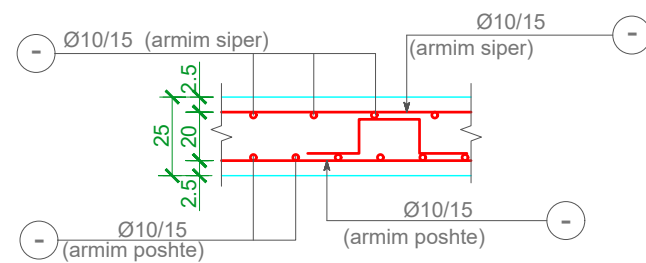 Ø10/15 (armim siper)
Ø10/15
(armim siper)
-
-
2.5
25
20
2.5
Ø10/15
(armim poshte)
Ø10/15
(armim poshte)
-
-